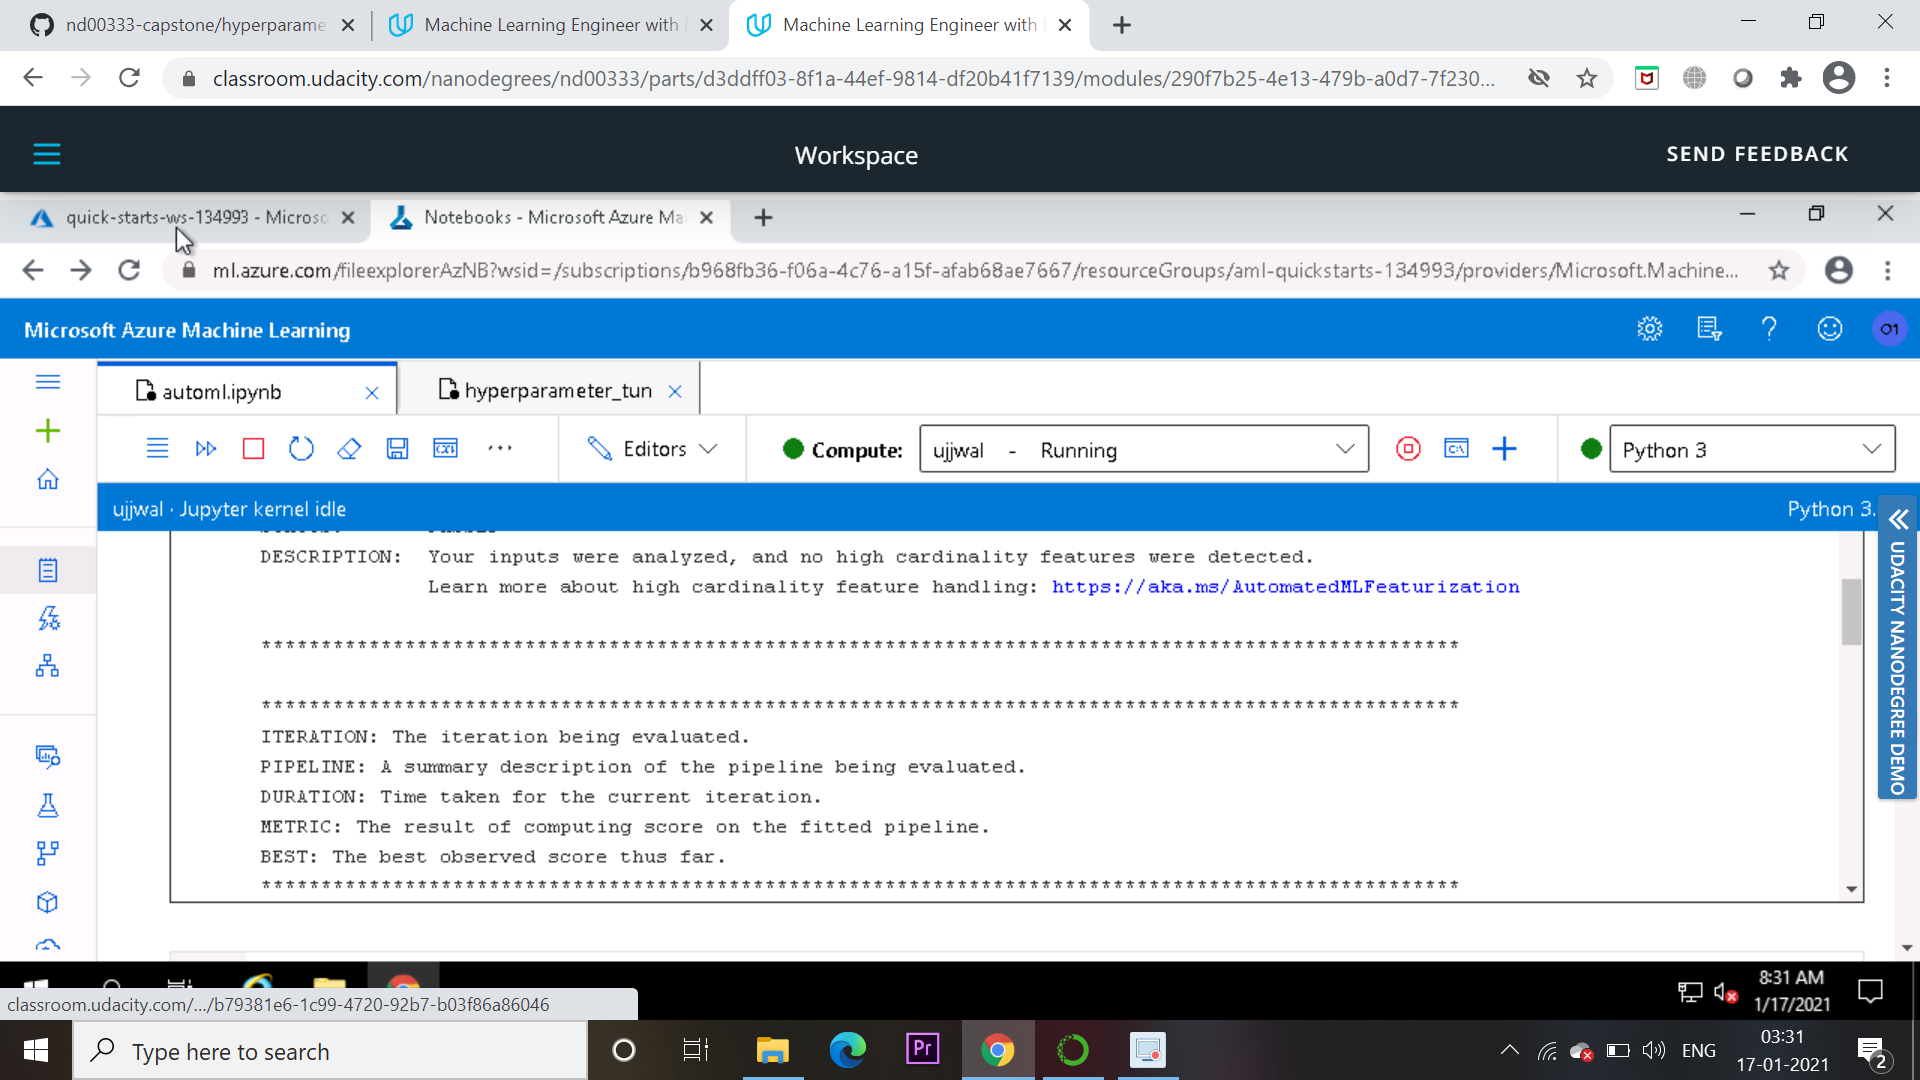 nd00333-capstone/hyperparame
Machine Learning Engineer with
Machine Learning Engineer with
classroom.udacity.com/nanodegrees/nd00333/parts/d3ddff03-8f1a-44ef-9814-df20b41f7139/modules/290f7b25-4e13-479b-a0d7-7f230...
Workspace
SEND FEEDBACK
quick-starts-ws-134993 - Microso
Notebooks - Microsoft Azure Ma
ml.azure.com/fileexplorerAzNB?wsid=/subscriptions/b968fb36-f06a-4c76-a15f-afab68ae7667/resourceGroups/aml-quickstarts-134993/providers/Microsoft.Machine...
Microsoft Azure Machine Learning
O1
automl.ipynb
hyperparameter_tun
Editors
Compute:
ujjwal - Running
Python 3
ujjwal · Jupyter kernel idle
Python 3.
DESCRIPTION: Your inputs were analyzed, and no high cardinality features were detected.
Learn more about high cardinality feature handling: https://aka.ms/AutomatedMLFeaturization
****************************************************************************************************
****************************************************************************************************
ITERATION: The iteration being evaluated.
PIPELINE: A summary description of the pipeline being evaluated.
DURATION: Time taken for the current iteration.
METRIC: The result of computing score on the fitted pipeline.
BEST: The best observed score thus far.
****************************************************************************************************
UDACITY NANODEGREE DEMO
8:31 AM
1/17/2021
classroom.udacity.com/.../b79381e6-1c99-4720-92b7-b03f86a86046
Type here to search
Pr
ENG
03:31
17-01-2021
2